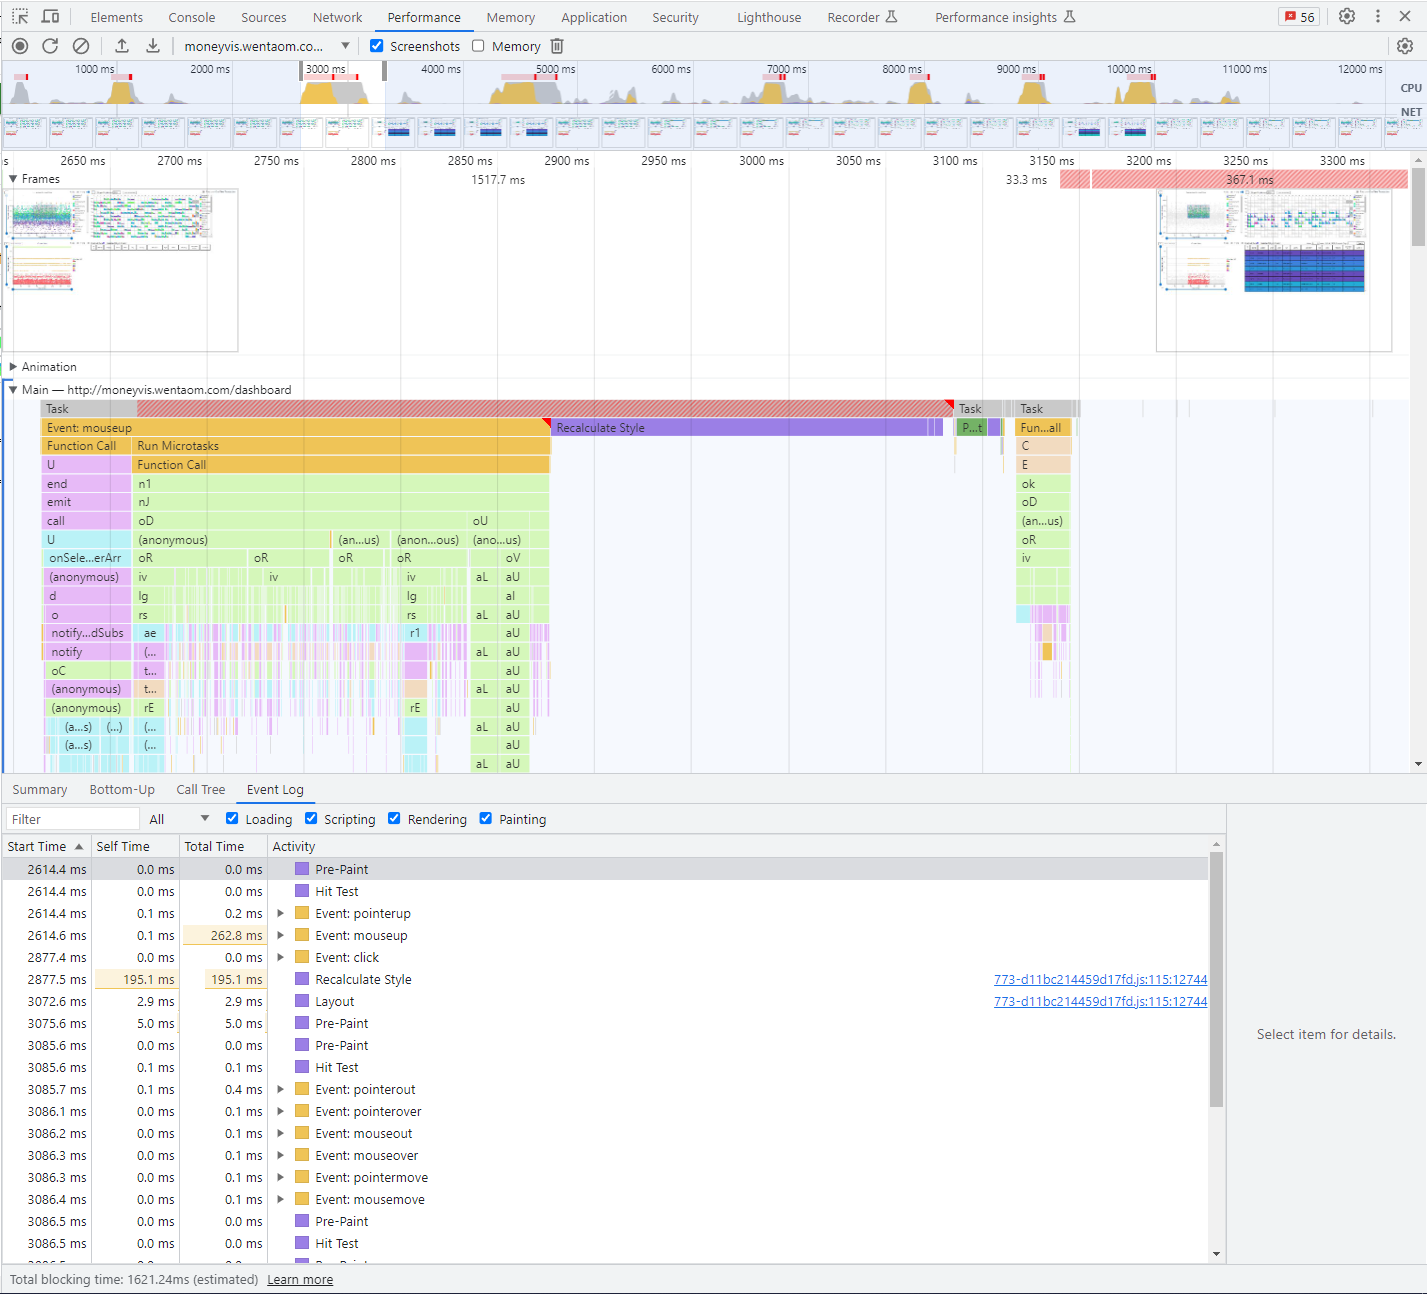 Elements Console Sources Network Performance Memory Application Security Lighthouse Recorder Performance insights 56
moneyvis.wentaom.co... Screenshots Memory
1000 ms 2000 ms 3000 ms 4000 ms 5000 ms 6000 ms 7000 ms 8000 ms 9000 ms 10000 ms 11000 ms 12000 ms
CPU
NET
s 2650 ms 2700 ms 2750 ms 2800 ms 2850 ms 2900 ms 2950 ms 3000 ms 3050 ms 3100 ms 3150 ms 3200 ms 3250 ms 3300 ms
Frames 1517.7 ms 33.3 ms 367.1 ms
Animation
Main — http://moneyvis.wentaom.com/dashboard
Task Task Task
Event: mouseup Recalculate Style P...t Fun...all
Function Call Run Microtasks C
U Function Call E
end n1 ok
emit nJ oD
call oD oU (an...us)
U (anonymous) (an...us) (anon...ous) (ano...us) oR
onSele...erArr oR oR oR oR oV iv
(anonymous) iv iv iv aL aU
d lg lg aU al
o rs rs aL aU
notify...dSubs ae r1 aU
notify (... aL aU
oC t... aU
(anonymous) t... aL aU
(anonymous) rE rE aU
(a...s) (...) (... aL aU
(a...s) (... aU
aL aU
Summary Bottom-Up Call Tree Event Log
Filter All Loading Scripting Rendering Painting
Start Time Self Time Total Time Activity
2614.4 ms 0.0 ms 0.0 ms Pre-Paint
2614.4 ms 0.0 ms 0.0 ms Hit Test
2614.4 ms 0.1 ms 0.2 ms Event: pointerup
2614.6 ms 0.1 ms 262.8 ms Event: mouseup
2877.4 ms 0.0 ms 0.0 ms Event: click
2877.5 ms 195.1 ms 195.1 ms Recalculate Style 773-d11bc214459d17fd.js:115:12744
3072.6 ms 2.9 ms 2.9 ms Layout 773-d11bc214459d17fd.js:115:12744
3075.6 ms 5.0 ms 5.0 ms Pre-Paint
3085.6 ms 0.0 ms 0.0 ms Pre-Paint
3085.6 ms 0.1 ms 0.1 ms Hit Test
3085.7 ms 0.1 ms 0.4 ms Event: pointerout
3086.1 ms 0.0 ms 0.1 ms Event: pointerover
3086.2 ms 0.0 ms 0.1 ms Event: mouseout
3086.3 ms 0.0 ms 0.1 ms Event: mouseover
3086.3 ms 0.0 ms 0.1 ms Event: pointermove
3086.4 ms 0.0 ms 0.1 ms Event: mousemove
3086.5 ms 0.0 ms 0.0 ms Pre-Paint
3086.5 ms 0.0 ms 0.0 ms Hit Test
Select item for details.
Total blocking time: 1621.24ms (estimated) Learn more